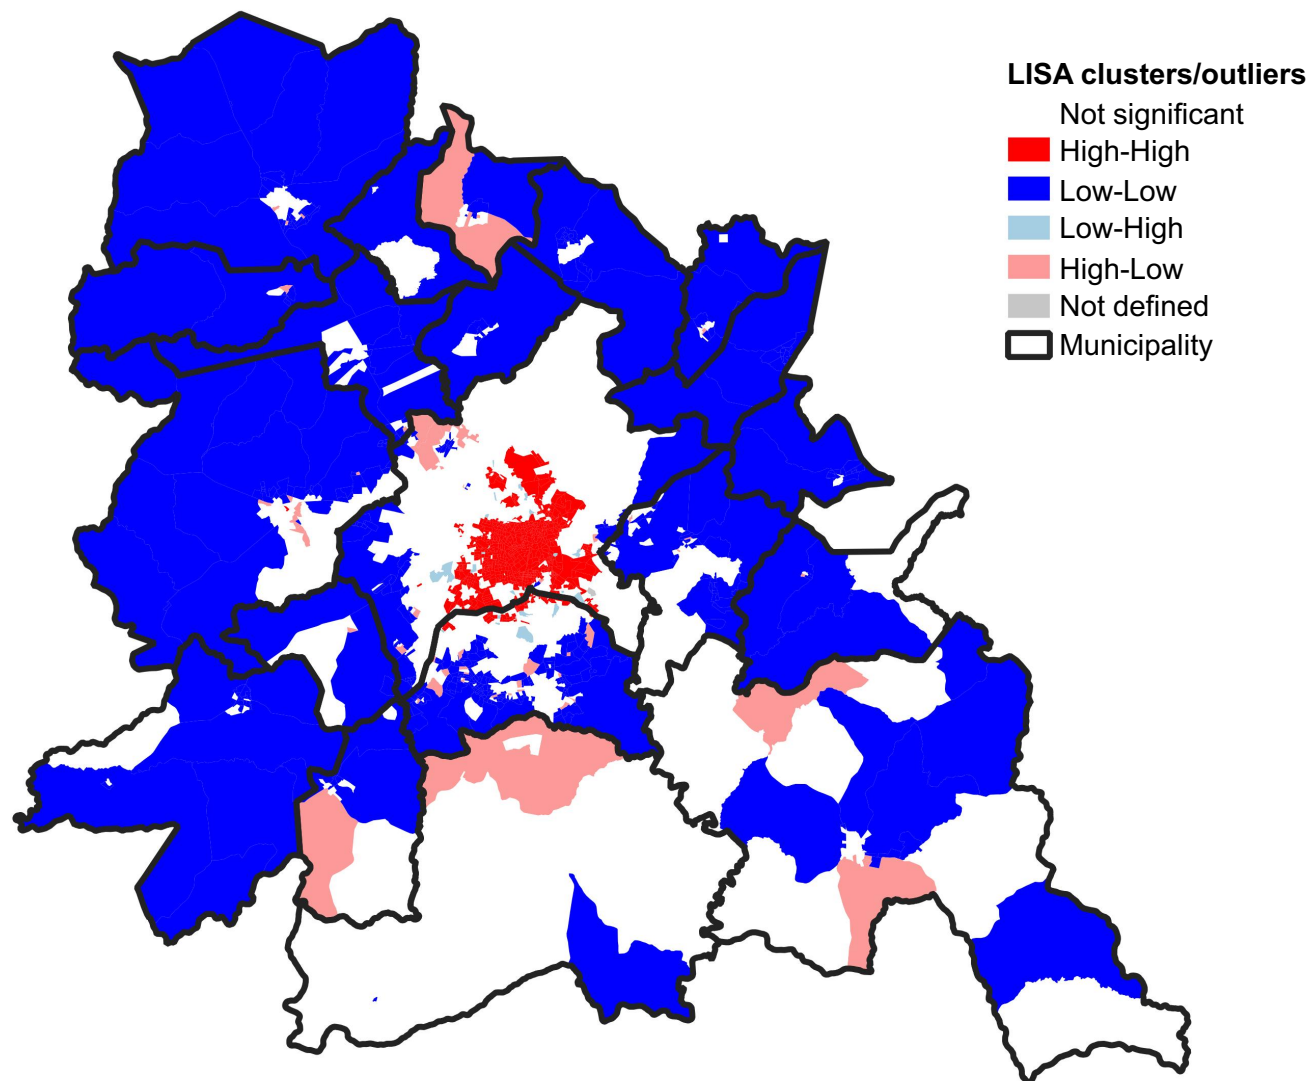 LISA clusters/outliers
Not significant
High-High
Low-Low
Low-High
High-Low
Not defined
Municipality